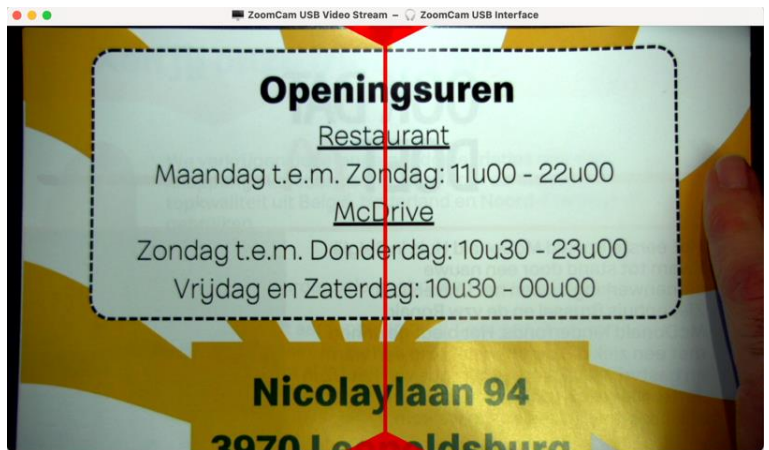 ZoomCam USB Video Stream – ZoomCam USB Interface
Openingsuren
Restaurant
Maandag t.e.m. Zondag: 11u00 - 22u00
McDrive
Zondag t.e.m. Donderdag: 10u30 - 23u00
Vrijdag en Zaterdag: 10u30 - 00u00
Nicolaylaan 94
3970 Leopoldsburg